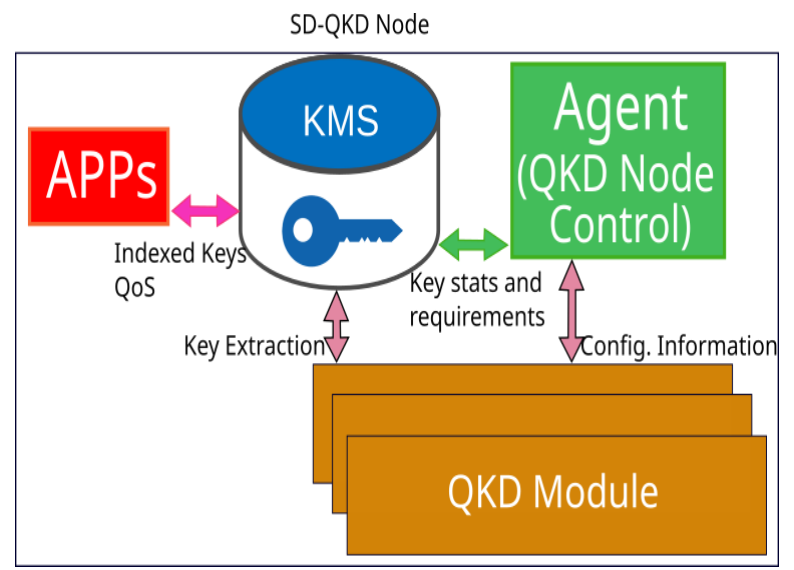 SD-QKD Node
KMS
Agent
(QKD Node
Control)
APPs
Indexed Keys
QoS
Key stats and
requirements
Key Extraction
Config. Information
QKD Module